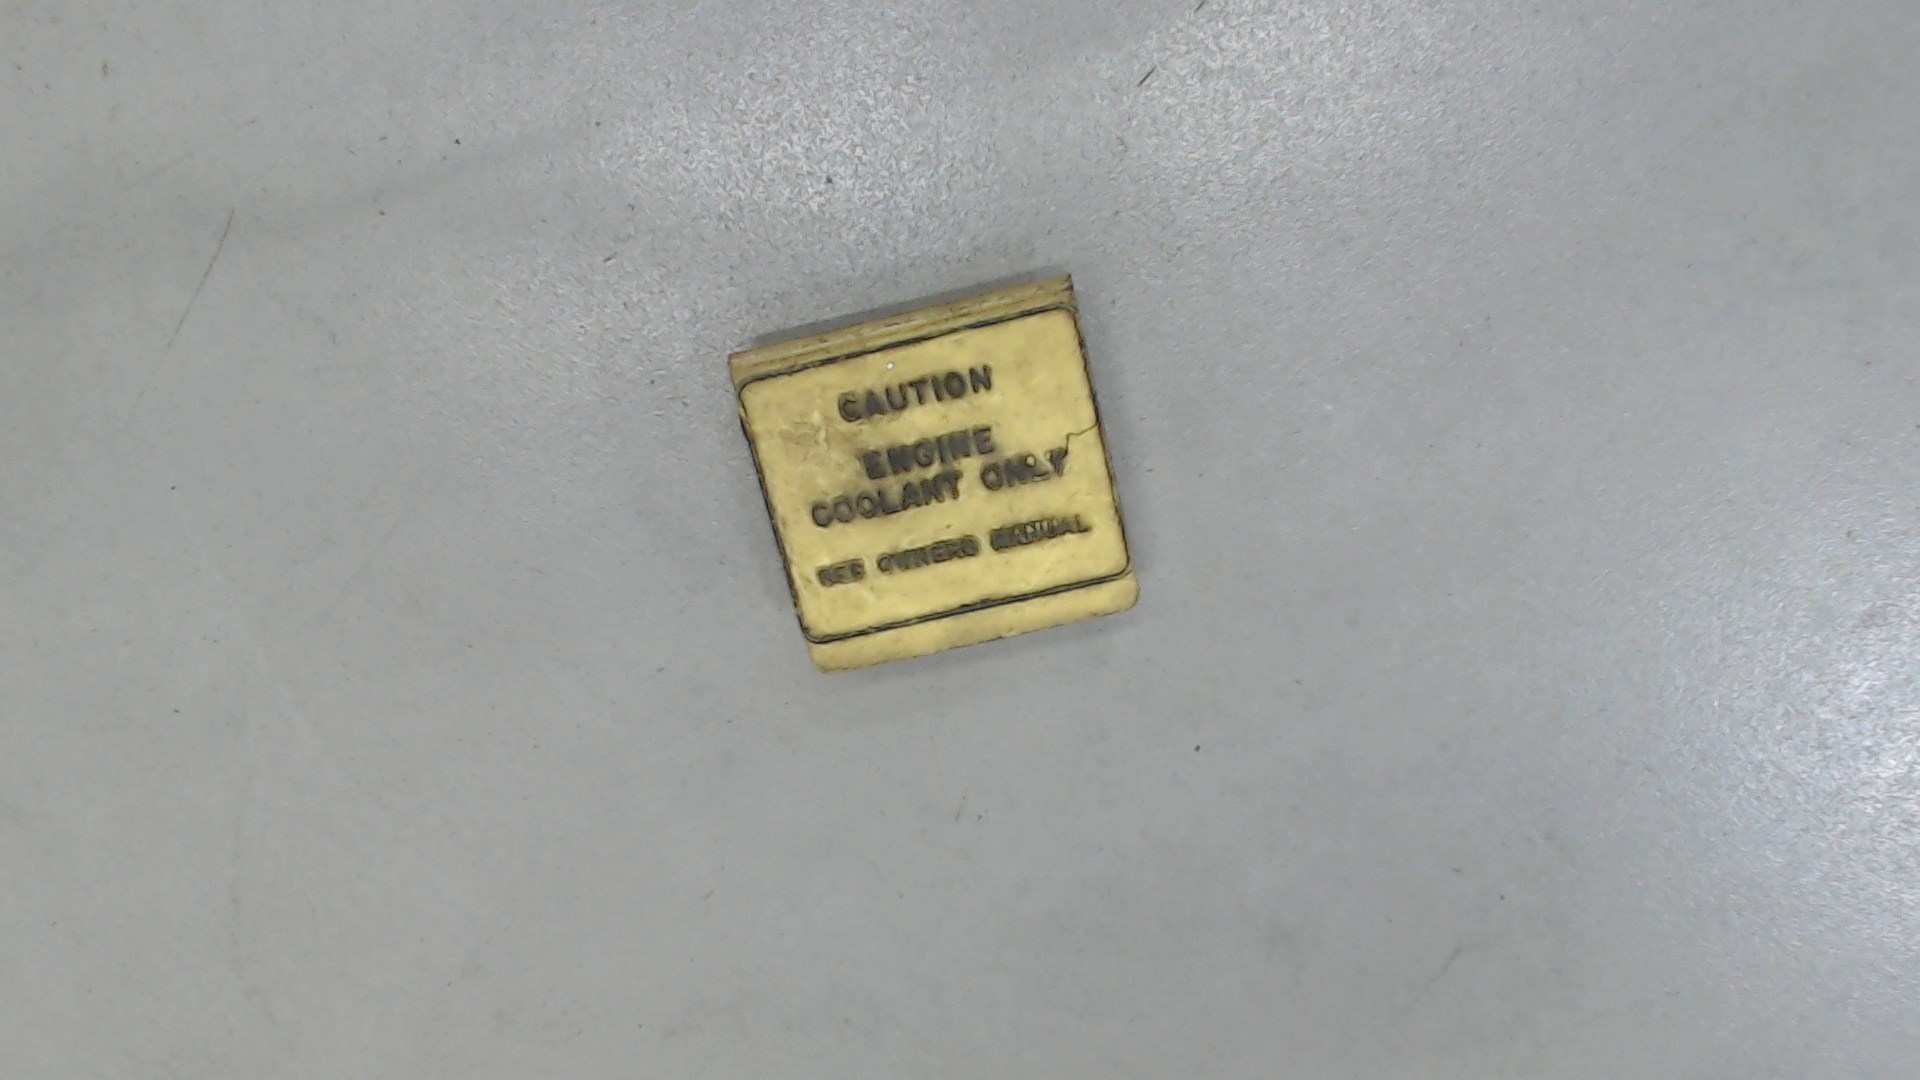 CAUTION
ENGINE
COOLANT ONLY
SEE OWNERS MANUAL